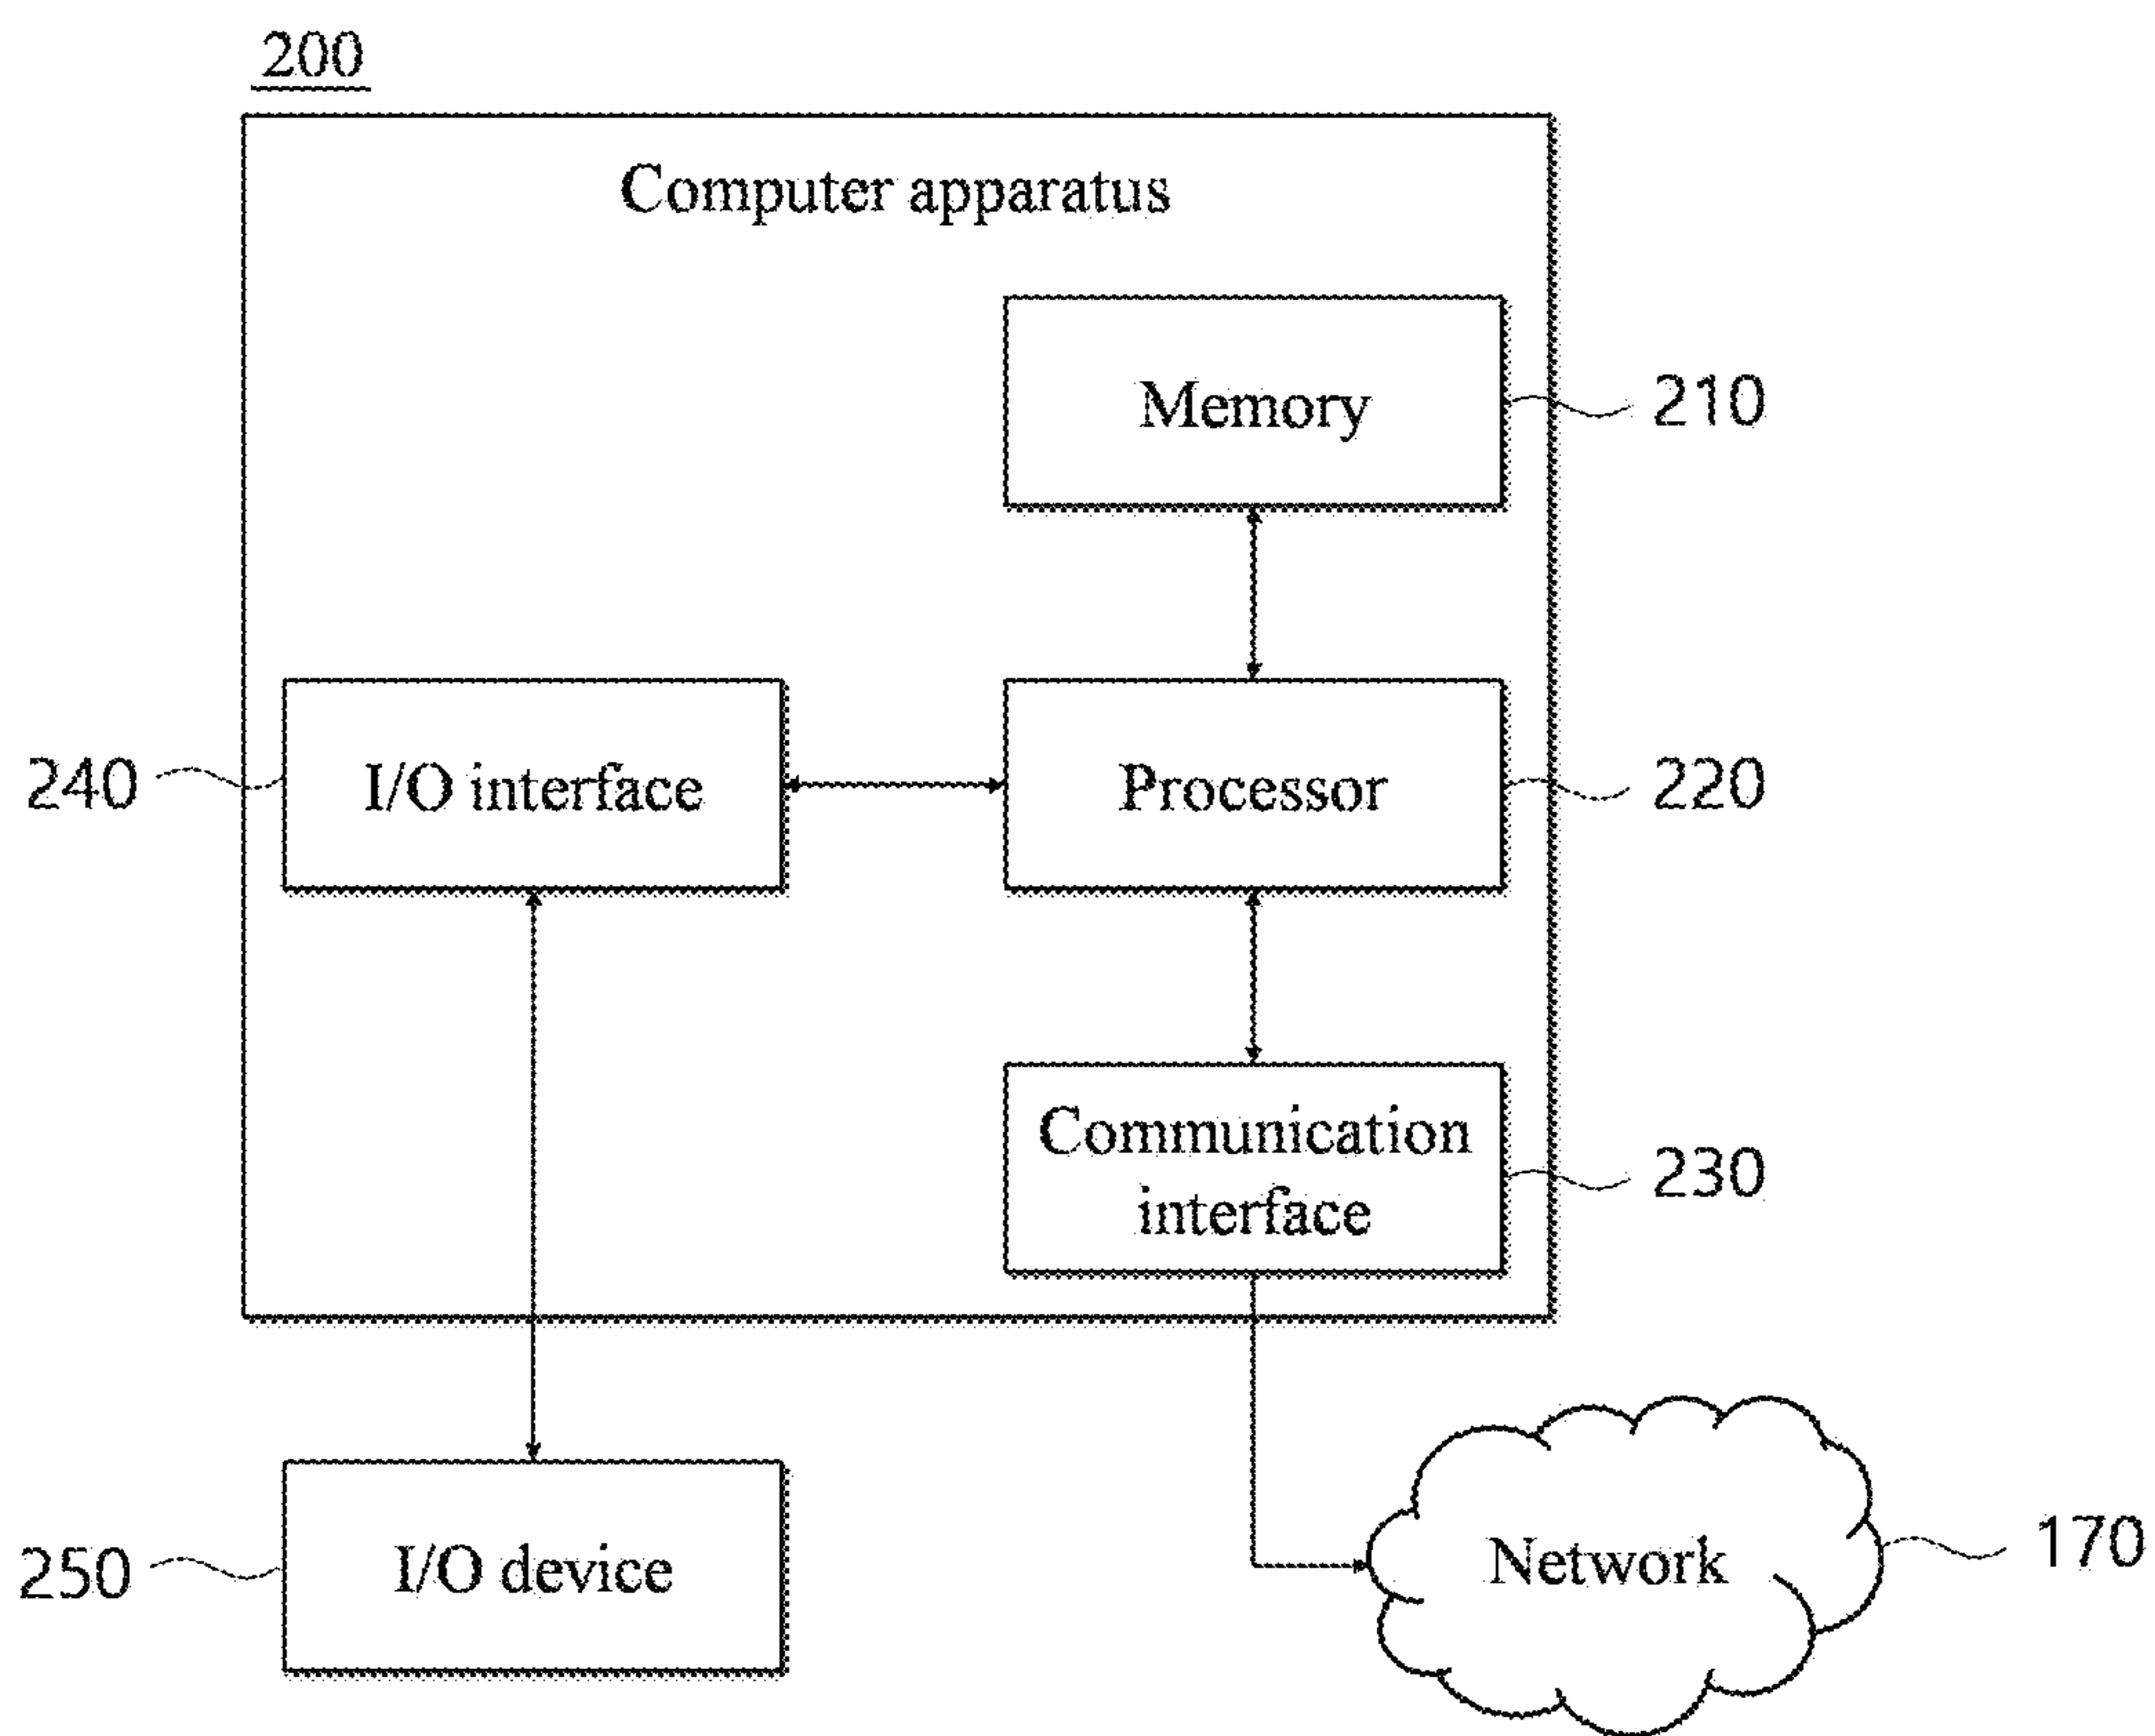 200
Computer apparatus
Memory
210
240
I/O interface
Processor
220
Communication
interface
230
250
I/O device
Network
170